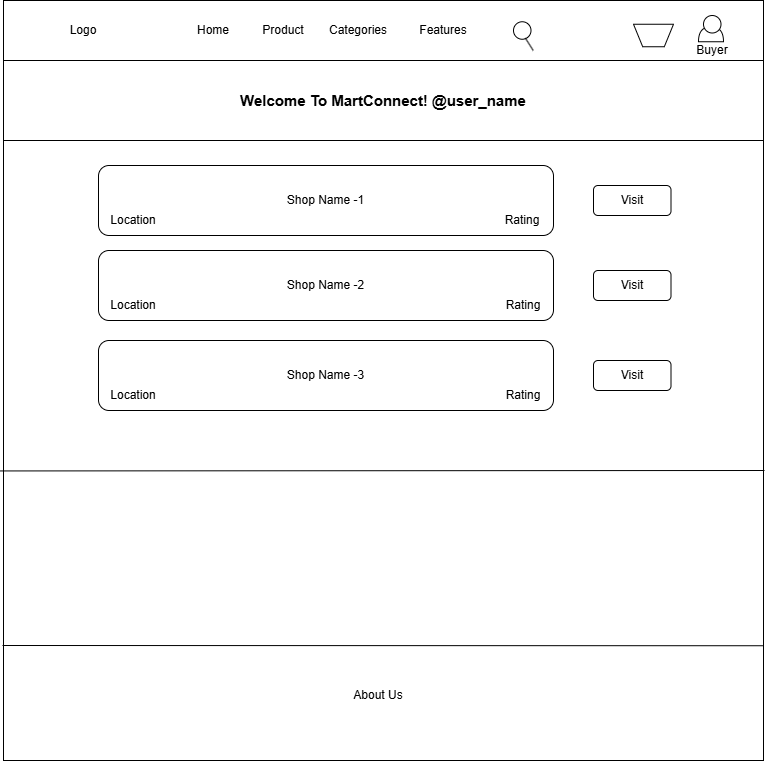 Logo Home Product Categories Features
Buyer
Welcome To MartConnect! @user_name
Shop Name -1
Visit
Location Rating
Shop Name -2
Visit
Location Rating
Shop Name -3
Visit
Location Rating
About Us